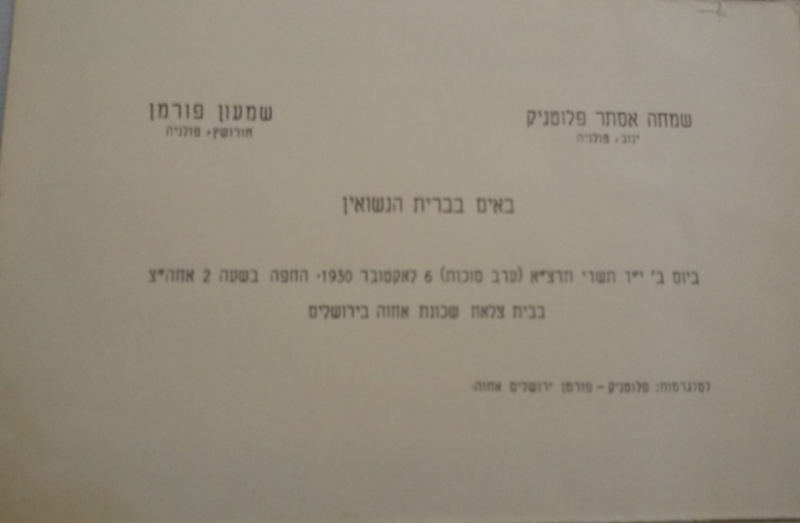 שמחה אסתר פלוטניק
ינוב, פולניה
שמעון פורמן
חורושץ, פולניה
באים בברית הנשואין
ביום ב' י"ד תשרי תרצ"א (ערב סוכות) 6 לאקטובר 1930, החפה בשעה 2 אחה"צ
בבית צלאח שכונת אחוה בירושלים
למברקים: פלוטניק – פורמן ירושלים אחוה.